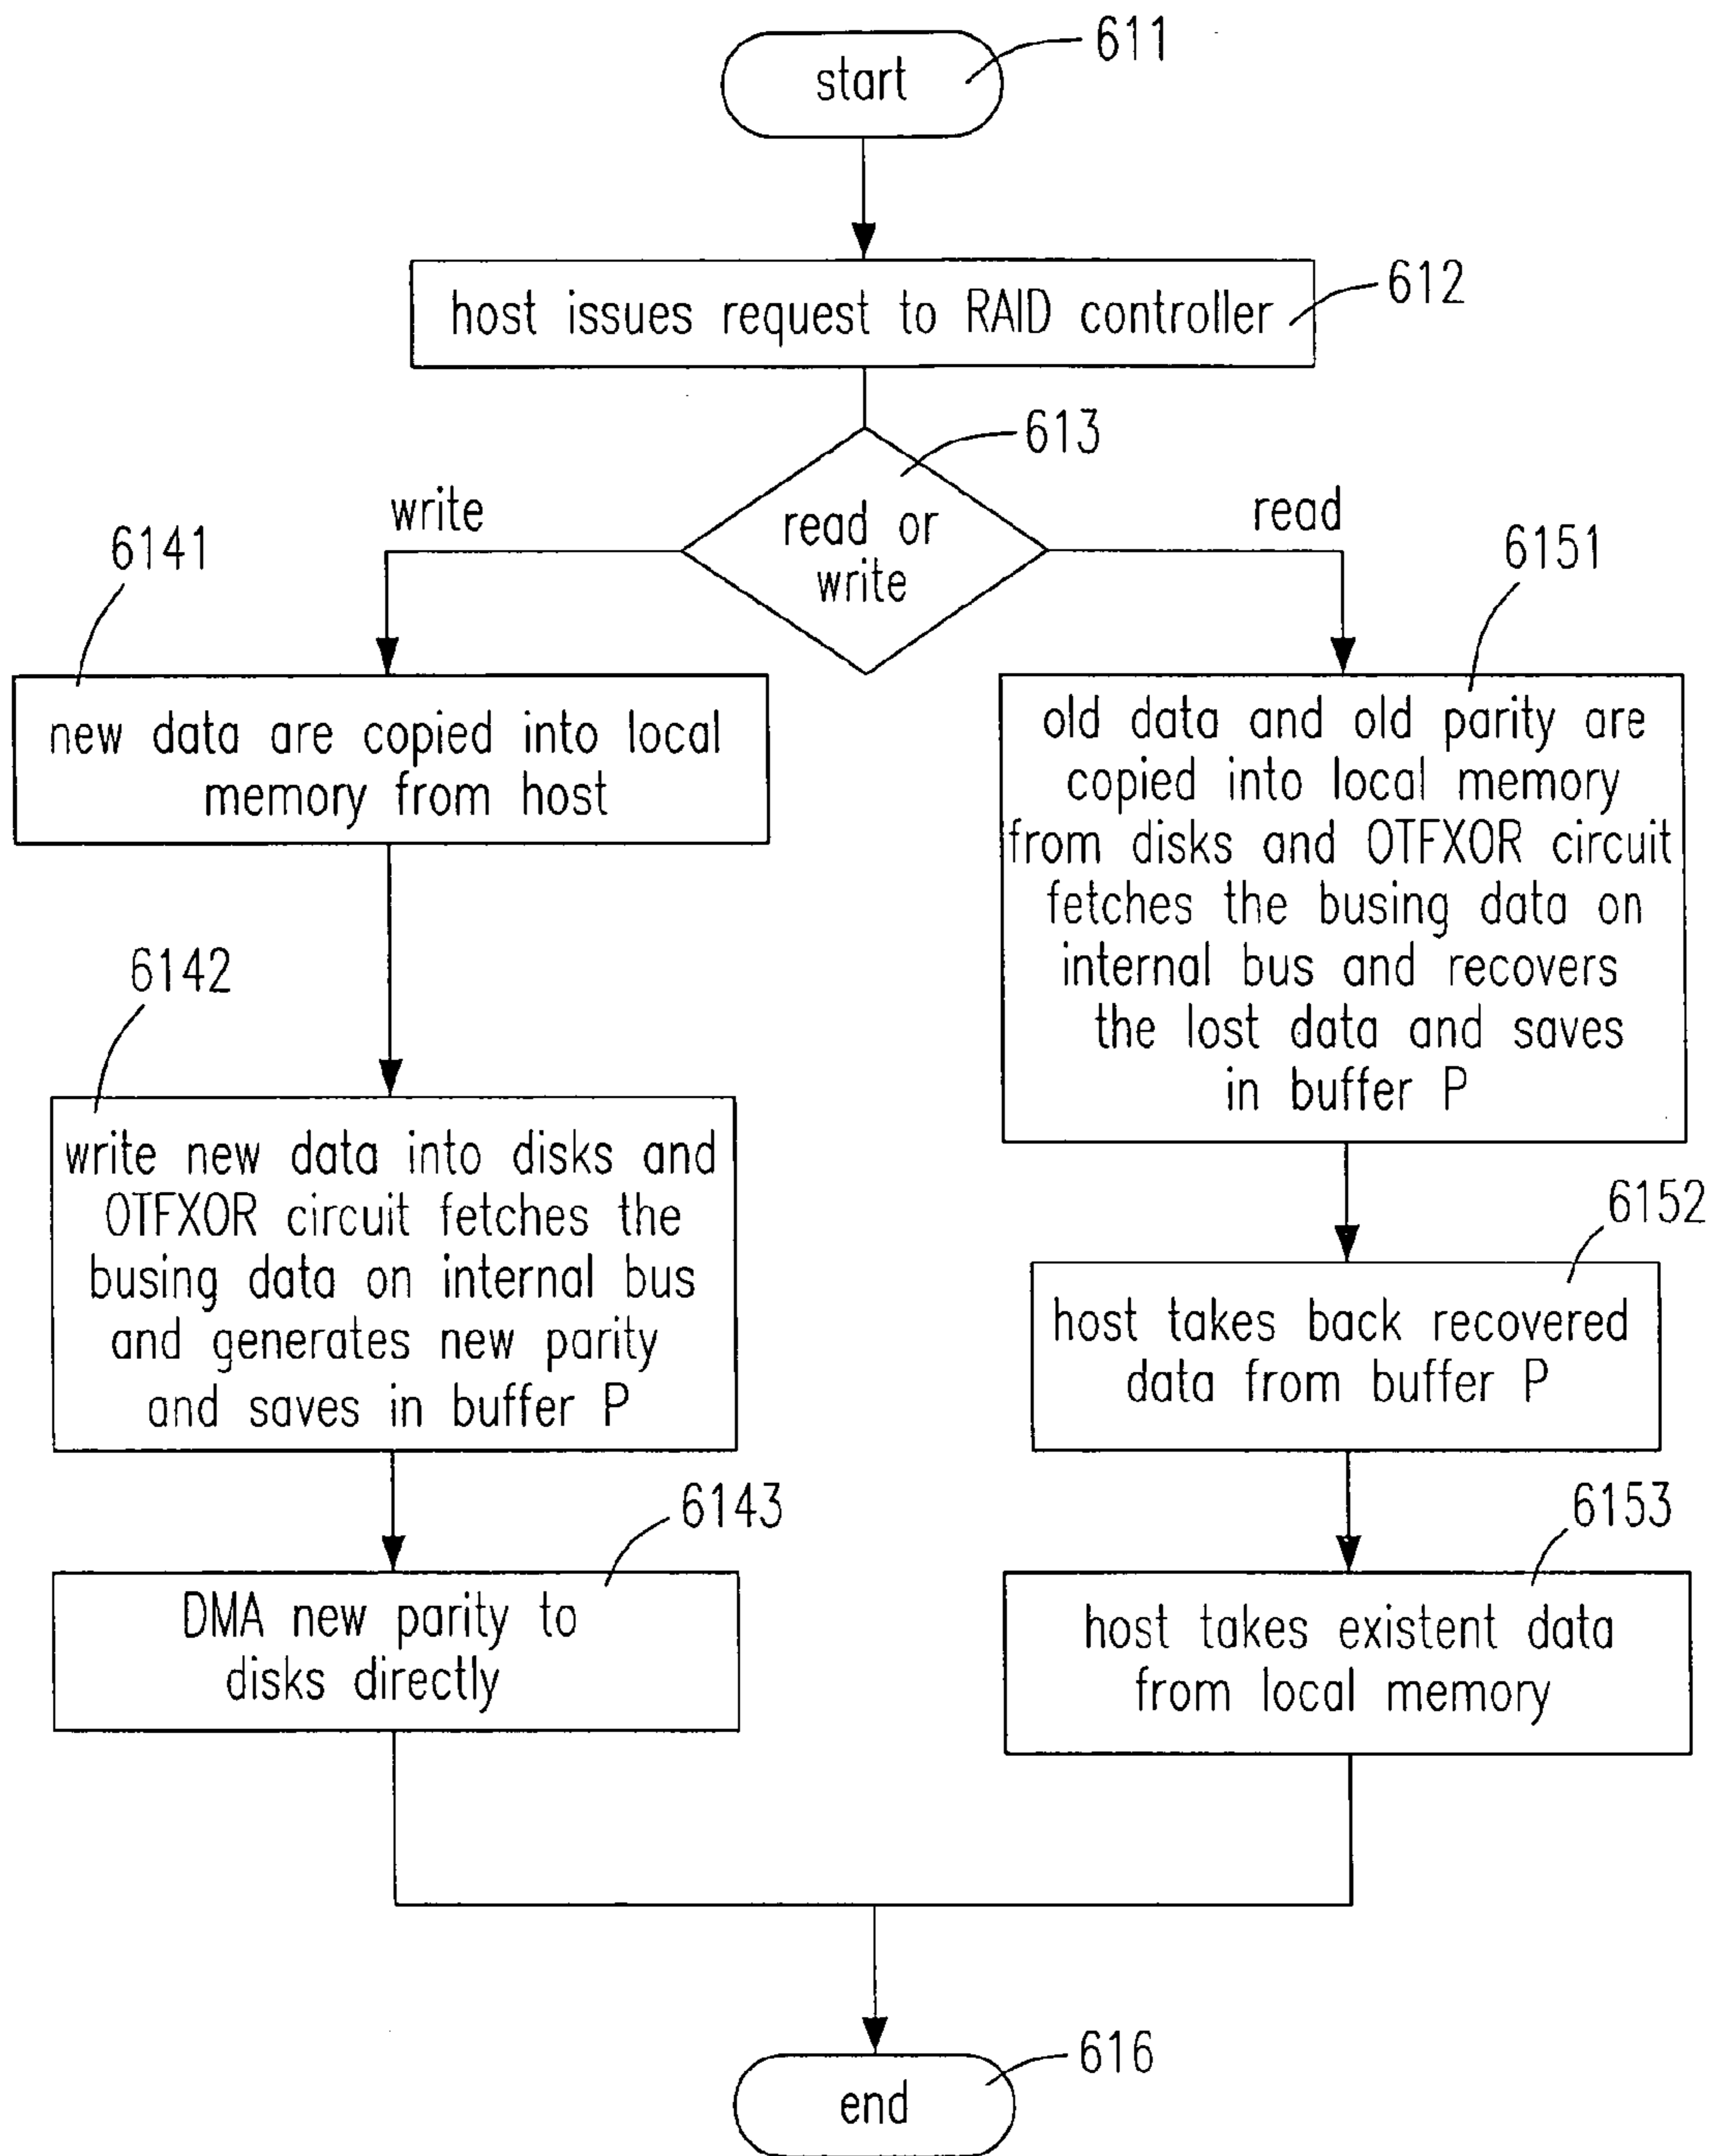 start
611
host issues request to RAID controller
612
613
read or
write
write
read
6141
new data are copied into local
memory from host
6142
write new data into disks and
OTFXOR circuit fetches the
busing data on internal bus
and generates new parity
and saves in buffer P
6143
DMA new parity to
disks directly
6151
old data and old parity are
copied into local memory
from disks and OTFXOR circuit
fetches the busing data on
internal bus and recovers
the lost data and saves
in buffer P
6152
host takes back recovered
data from buffer P
6153
host takes existent data
from local memory
616
end